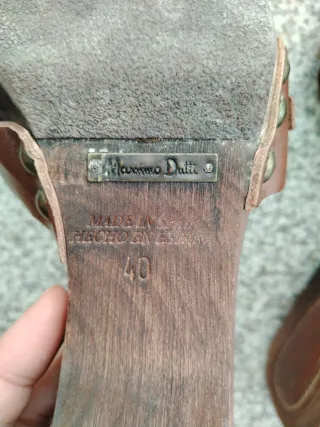 Massimo Dutti
MADE IN
HECHO EN
40